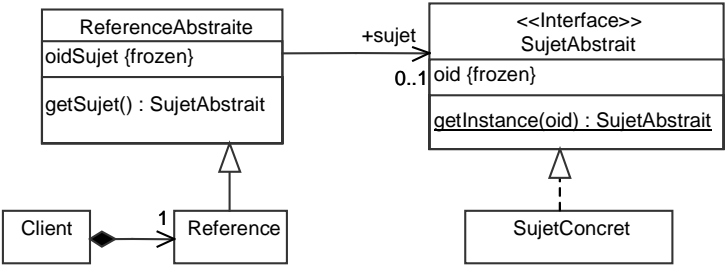 ReferenceAbstraite
oidSujet {frozen}
getSujet() : SujetAbstrait
+sujet
0..1
<<Interface>>
SujetAbstrait
oid {frozen}
getInstance(oid) : SujetAbstrait
Client
1
Reference
SujetConcret